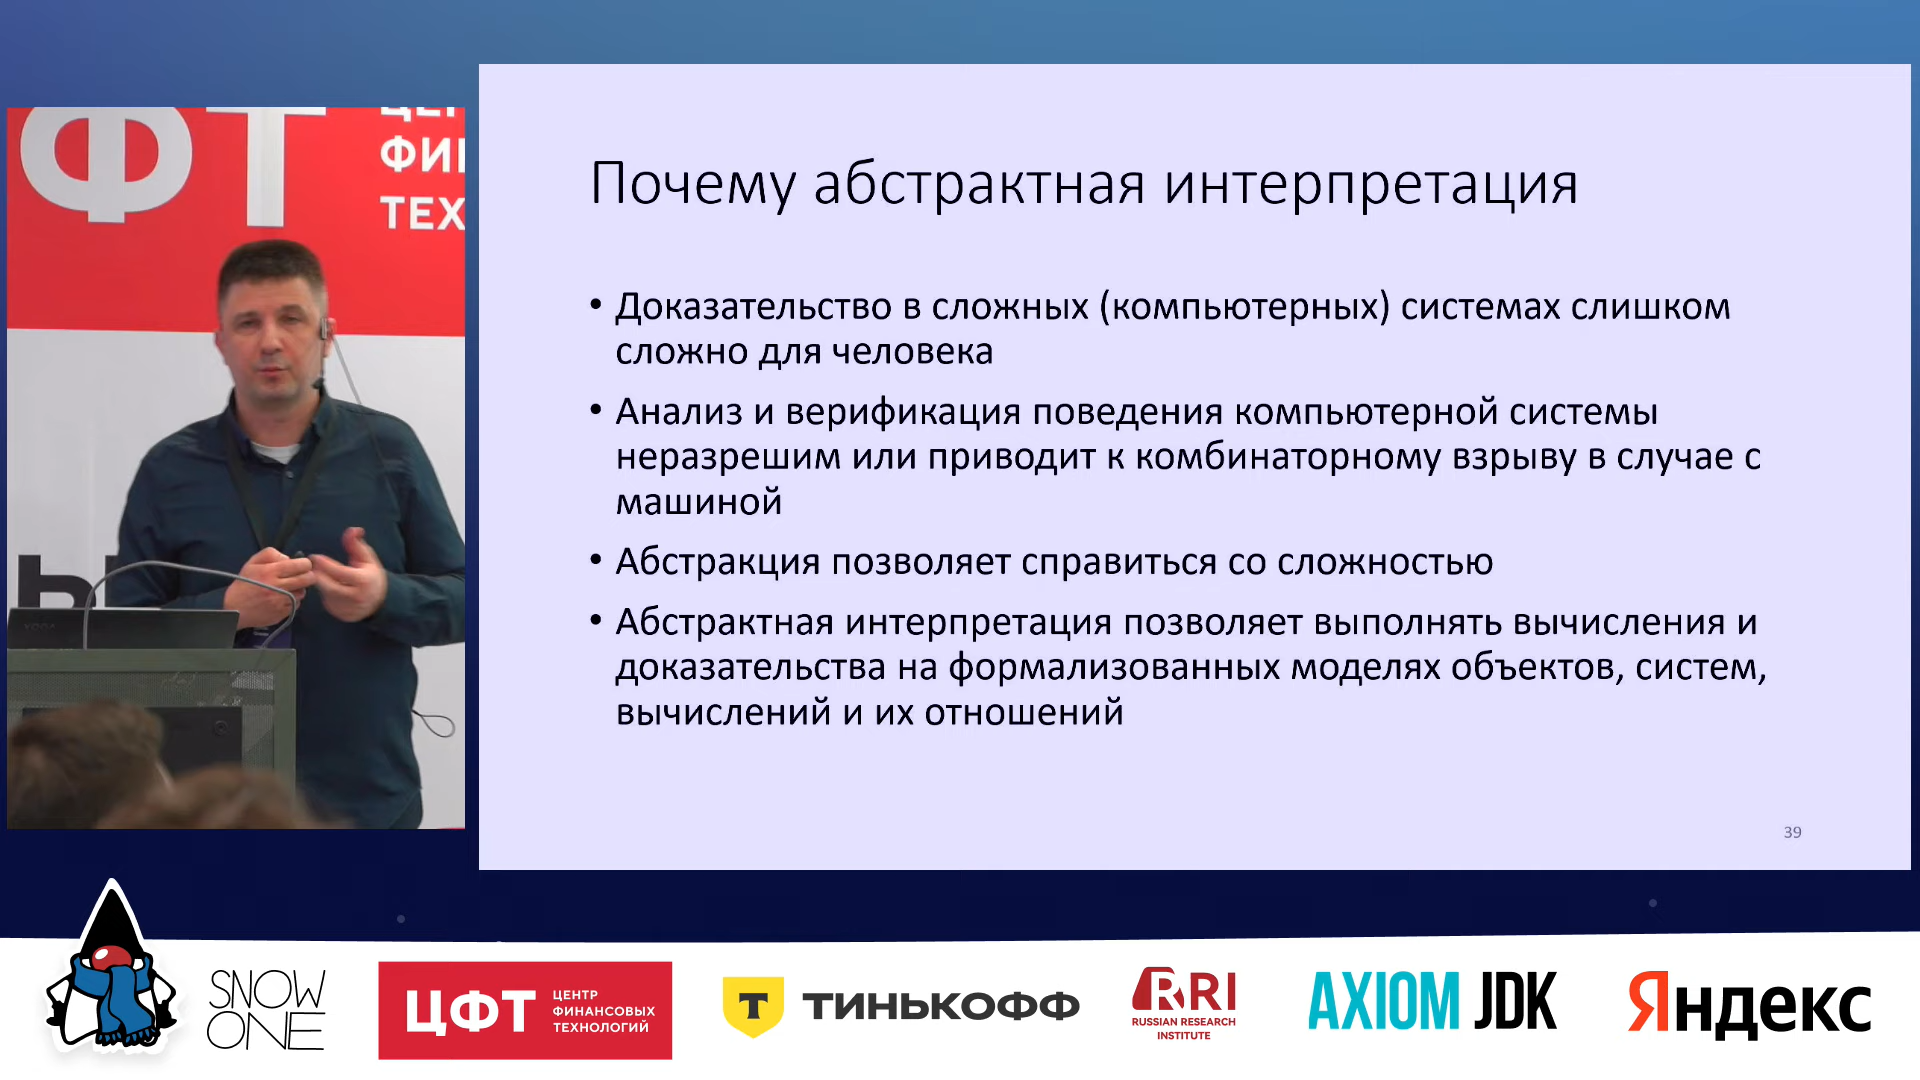 ФТ
ФИ
ТЕХ
Почему абстрактная интерпретация
• Доказательство в сложных (компьютерных) системах слишком
сложно для человека
• Анализ и верификация поведения компьютерной системы
неразрешим или приводит к комбинаторному взрыву в случае с
машиной
• Абстракция позволяет справиться со сложностью
• Абстрактная интерпретация позволяет выполнять вычисления и
доказательства на формализованных моделях объектов, систем,
вычислений и их отношений
39
SNOW
ONE
ЦФТ
ЦЕНТР
ФИНАНСОВЫХ
ТЕХНОЛОГИЙ
Т
ТИНЬКОФФ
RRI
RUSSIAN RESEARCH
INSTITUTE
AXIOM JDK
Яндекс